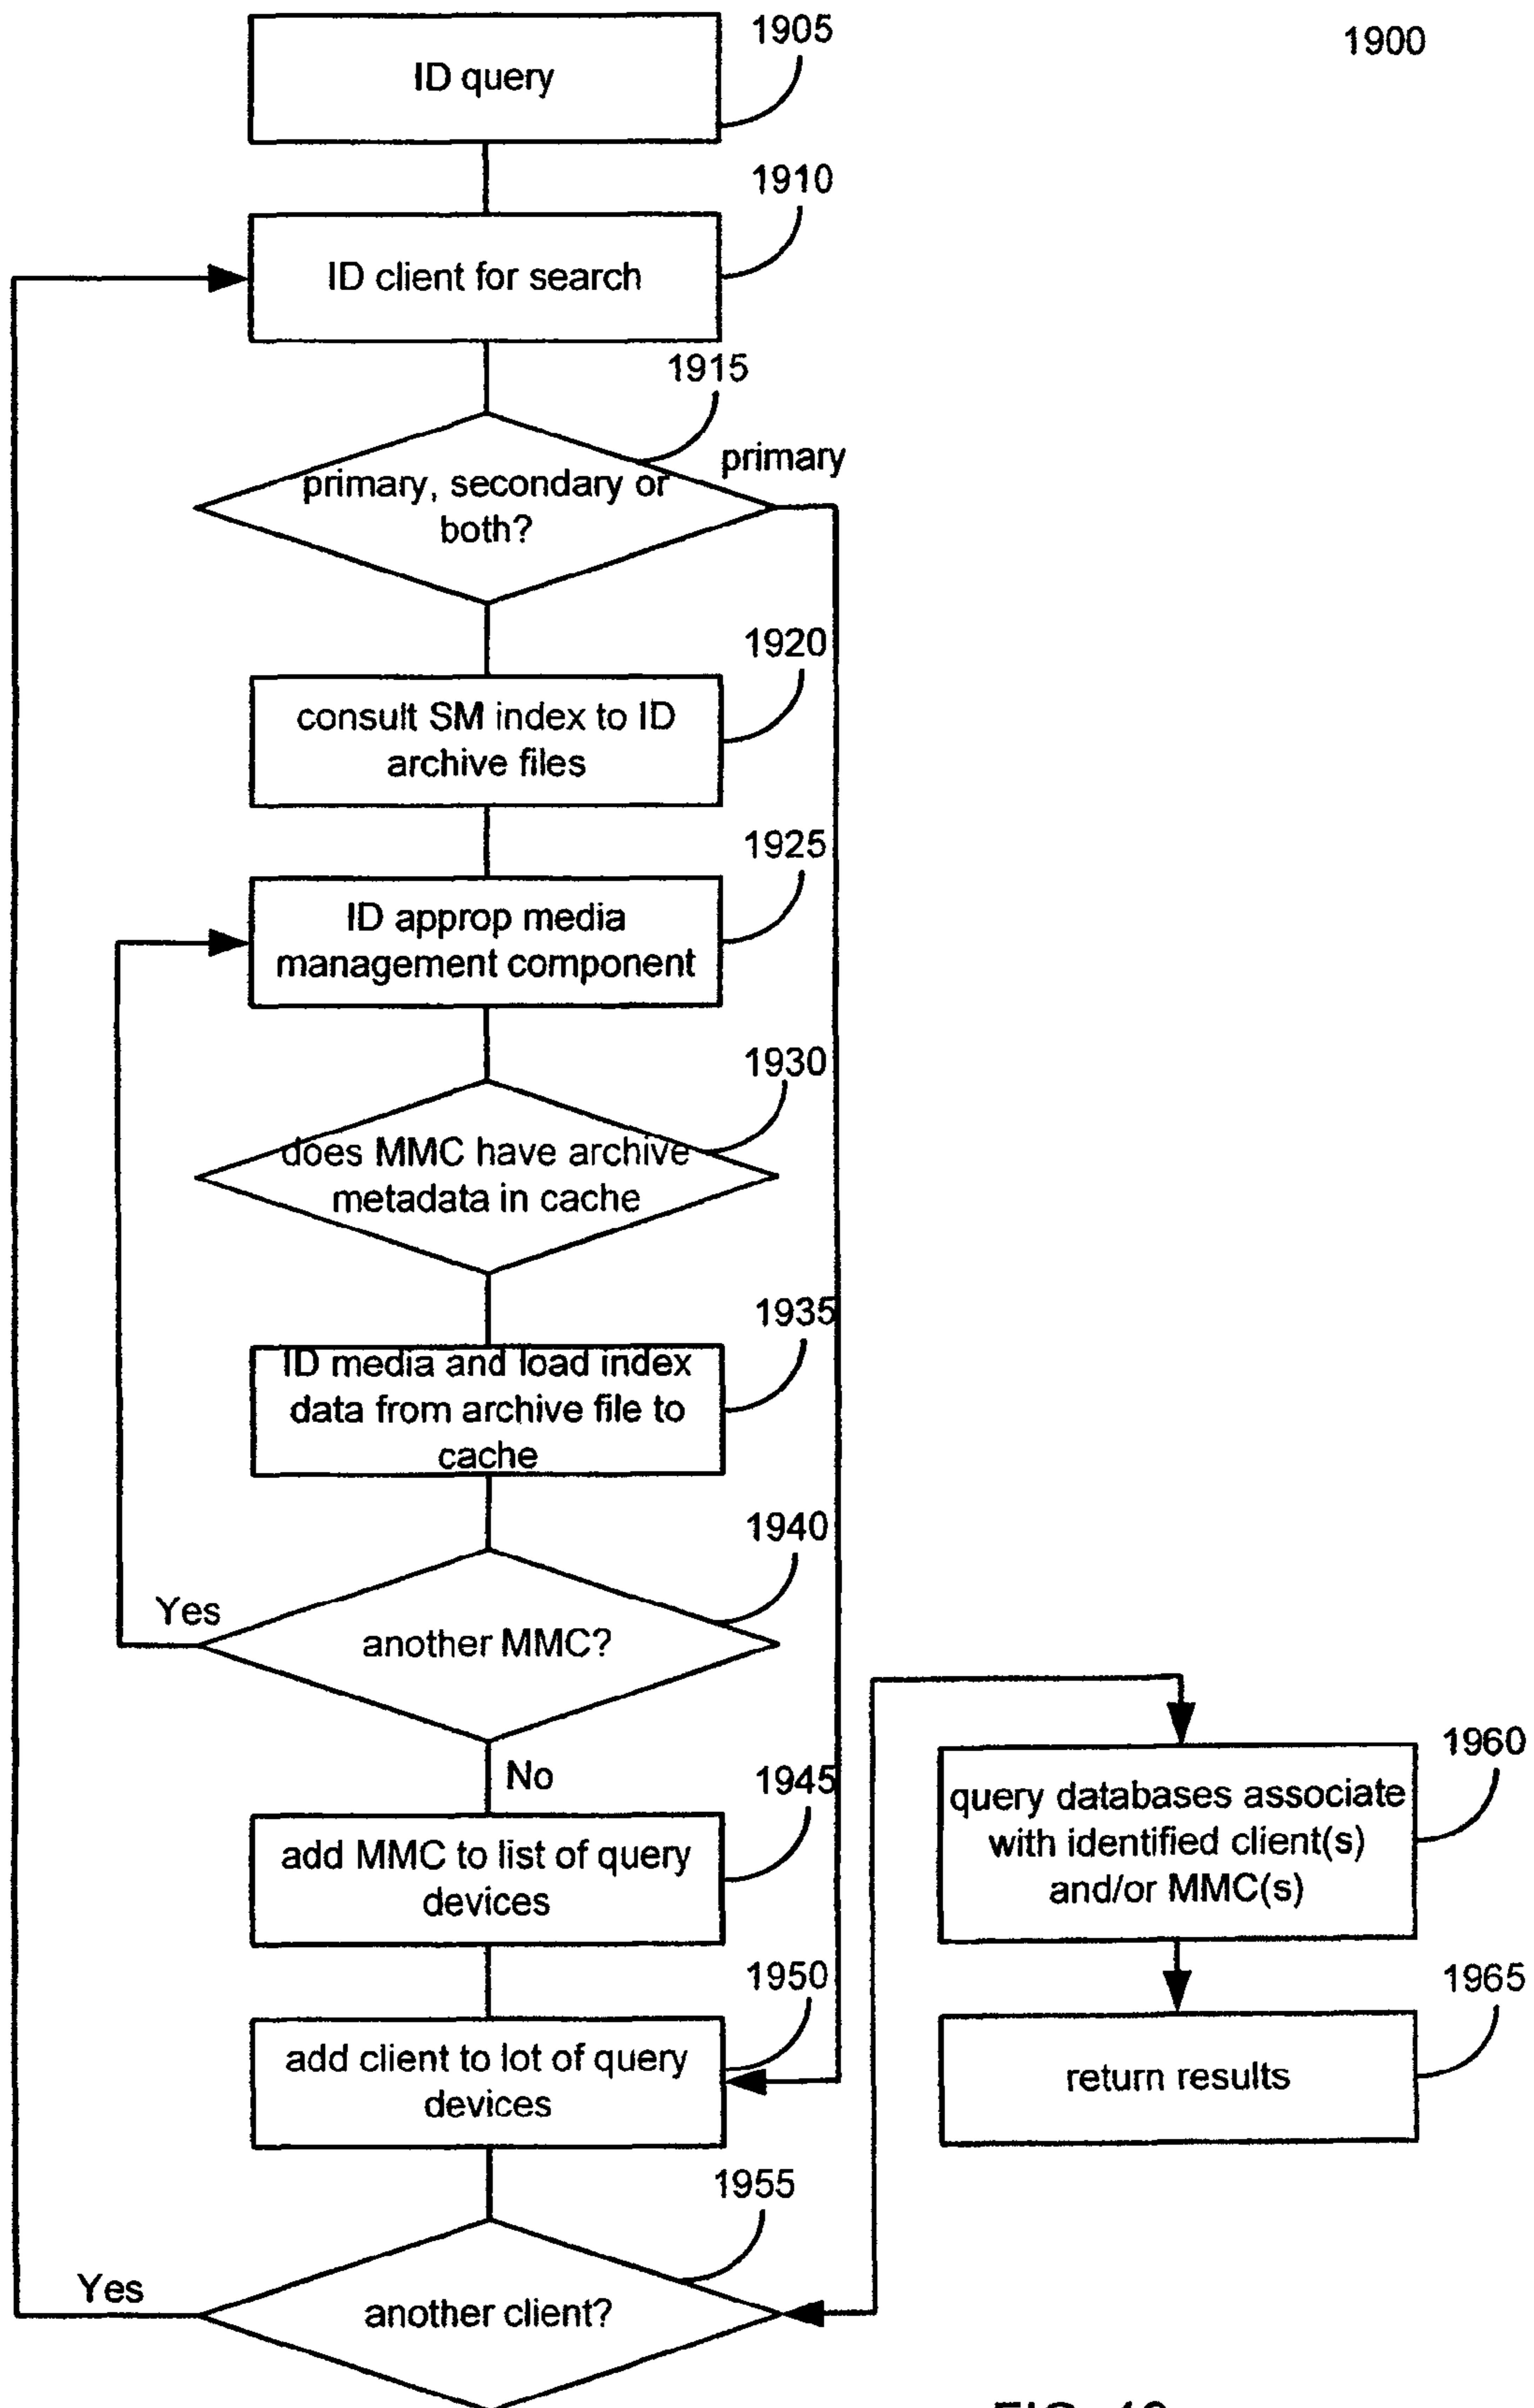 1905
1900
ID query
1910
ID client for search
1915
primary
primary, secondary or
both?
1920
consult SM index to ID
archive files
1925
ID approp media
management component
1930
does MMC have archive
metadata in cache
1935
ID media and load index
data from archive file to
cache
1940
Yes
another MMC?
No
1945
add MMC to list of query
devices
1950
add client to lot of query
devices
1955
Yes
another client?
1960
query databases associate
with identified client(s)
and/or MMC(s)
1965
return results